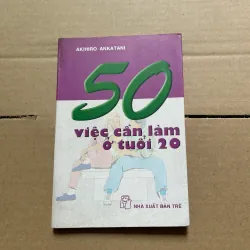 AKIHIRO ANKATANI
50
việc cần làm
ở tuổi 20
NHÀ XUẤT BẢN TRẺ